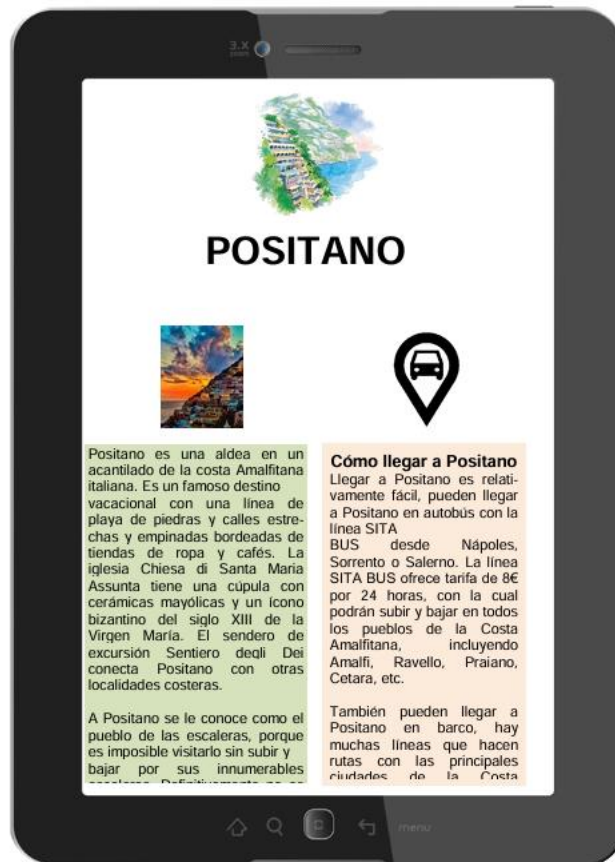 3.X
zoom
POSITANO
Positano es una aldea en un
acantilado de la costa Amalfitana
italiana. Es un famoso destino
vacacional con una línea de
playa de piedras y calles estre-
chas y empinadas bordeadas de
tiendas de ropa y cafés. La
iglesia Chiesa di Santa Maria
Assunta tiene una cúpula con
cerámicas mayólicas y un ícono
bizantino del siglo XIII de la
Virgen María. El sendero de
excursión Sentiero degli Dei
conecta Positano con otras
localidades costeras.
A Positano se le conoce como el
pueblo de las escaleras, porque
es imposible visitarlo sin subir y
bajar por sus innumerables
Cómo llegar a Positano
Llegar a Positano es relati-
vamente fácil, pueden llegar
a Positano en autobús con la
línea SITA
BUS desde Nápoles,
Sorrento o Salerno. La línea
SITA BUS ofrece tarifa de 8€
por 24 horas, con la cual
podrán subir y bajar en todos
los pueblos de la Costa
Amalfitana, incluyendo
Amalfi, Ravello, Praiano,
Cetara, etc.
También pueden llegar a
Positano en barco, hay
muchas líneas que hacen
rutas con las principales
ciudades de la Costa
menu